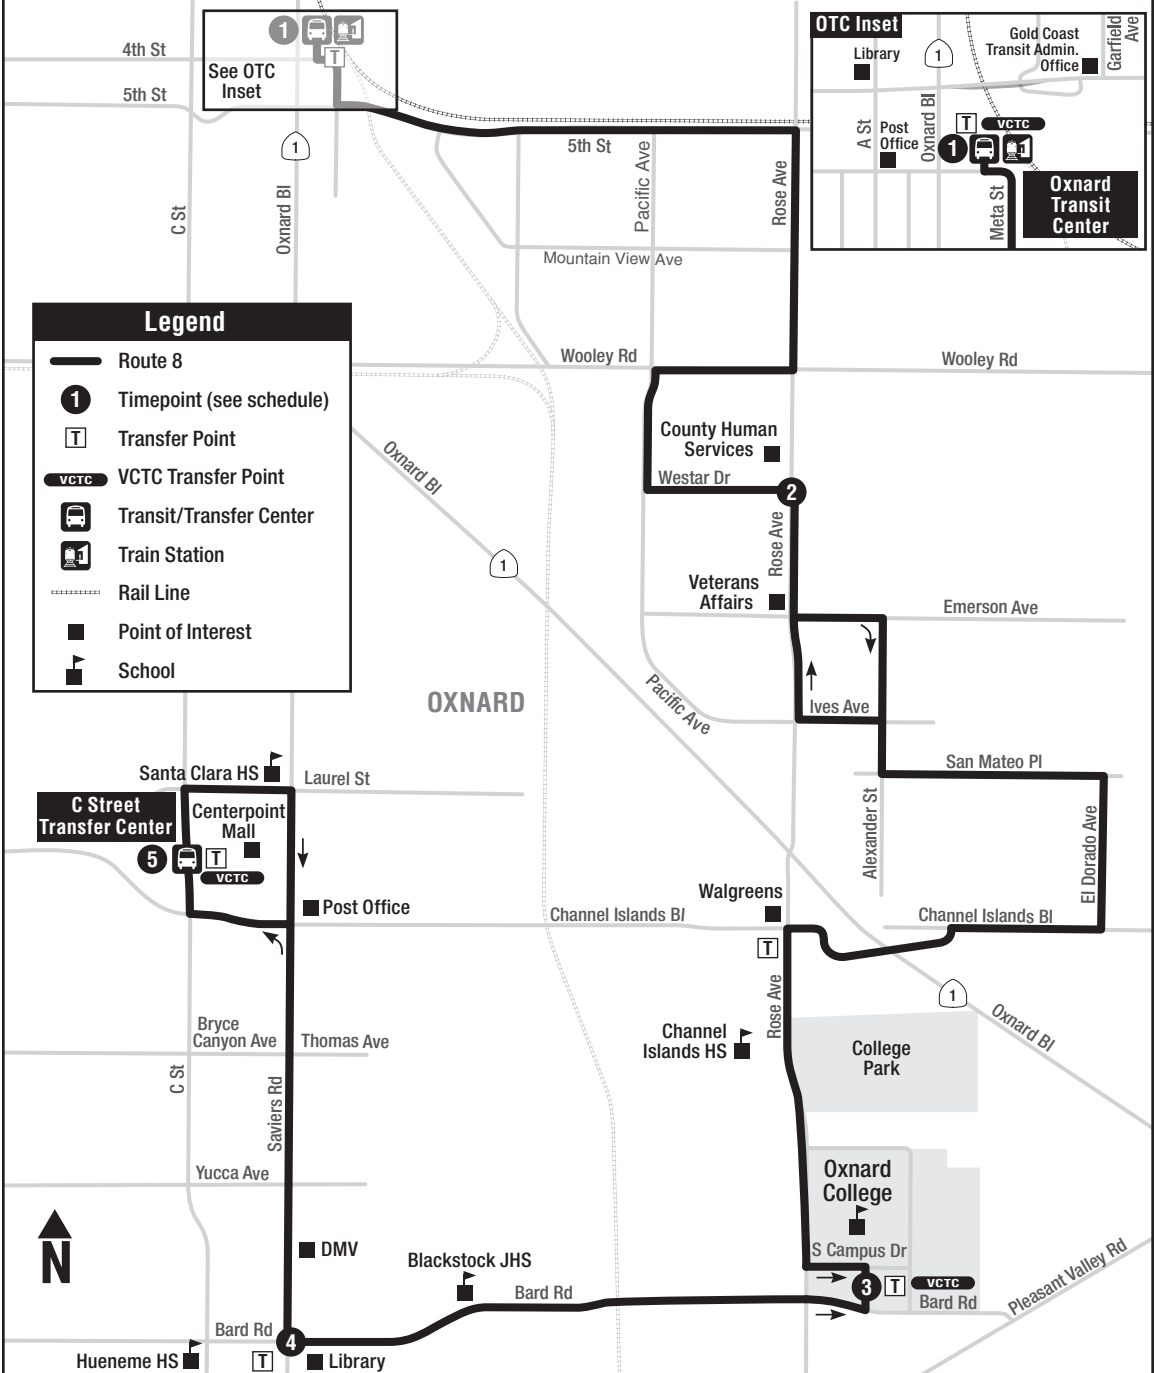 1
T
4th St
See OTC
Inset
5th St
1
C St
Oxnard Bl
5th St
Pacific Ave
Rose Ave
Mountain View Ave
Wooley Rd
Wooley Rd
OTC Inset
Library
1
Gold Coast
Transit Admin.
Office
Garfield
Ave
A St
Post
Office
Oxnard Bl
T
VCTC
1
Meta St
Oxnard
Transit
Center
Legend
Route 8
1
Timepoint (see schedule)
T
Transfer Point
VCTC
VCTC Transfer Point
Transit/Transfer Center
Train Station
Rail Line
Point of Interest
School
Oxnard Bl
1
County Human
Services
Westar Dr
2
Rose Ave
Veterans
Affairs
Emerson Ave
Pacific Ave
Ives Ave
OXNARD
San Mateo Pl
Alexander St
El Dorado Ave
Santa Clara HS
Laurel St
C Street
Transfer Center
Centerpoint
Mall
5
T
VCTC
Post Office
Channel Islands Bl
Walgreens
Channel Islands Bl
T
Rose Ave
1
Oxnard Bl
Channel
Islands HS
College
Park
Bryce
Canyon Ave
Thomas Ave
C St
Saviers Rd
Yucca Ave
Oxnard
College
S Campus Dr
N
DMV
Blackstock JHS
Bard Rd
3
T
VCTC
Bard Rd
Pleasant Valley Rd
Bard Rd
4
Hueneme HS
T
Library